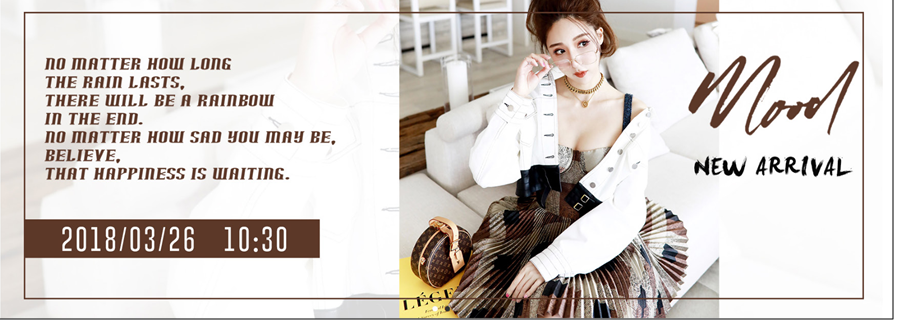 NO MATTER HOW LONG
THE RAIN LASTS,
THERE WILL BE A RAINBOW
IN THE END.
NO MATTER HOW SAD YOU MAY BE,
BELIEVE,
THAT HAPPINESS IS WAITING.
2018/03/26 10:30
Mood
NEW ARRIVAL
LÉGE